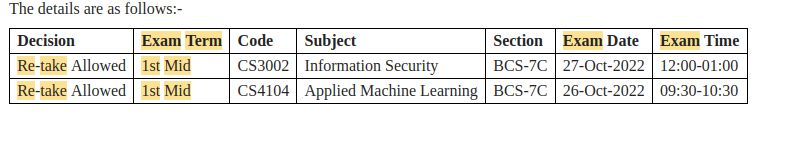 The details are as follows:-
Decision Exam Term Code Subject Section Exam Date Exam Time
Re-take Allowed 1st Mid CS3002 Information Security BCS-7C 27-Oct-2022 12:00-01:00
Re-take Allowed 1st Mid CS4104 Applied Machine Learning BCS-7C 26-Oct-2022 09:30-10:30